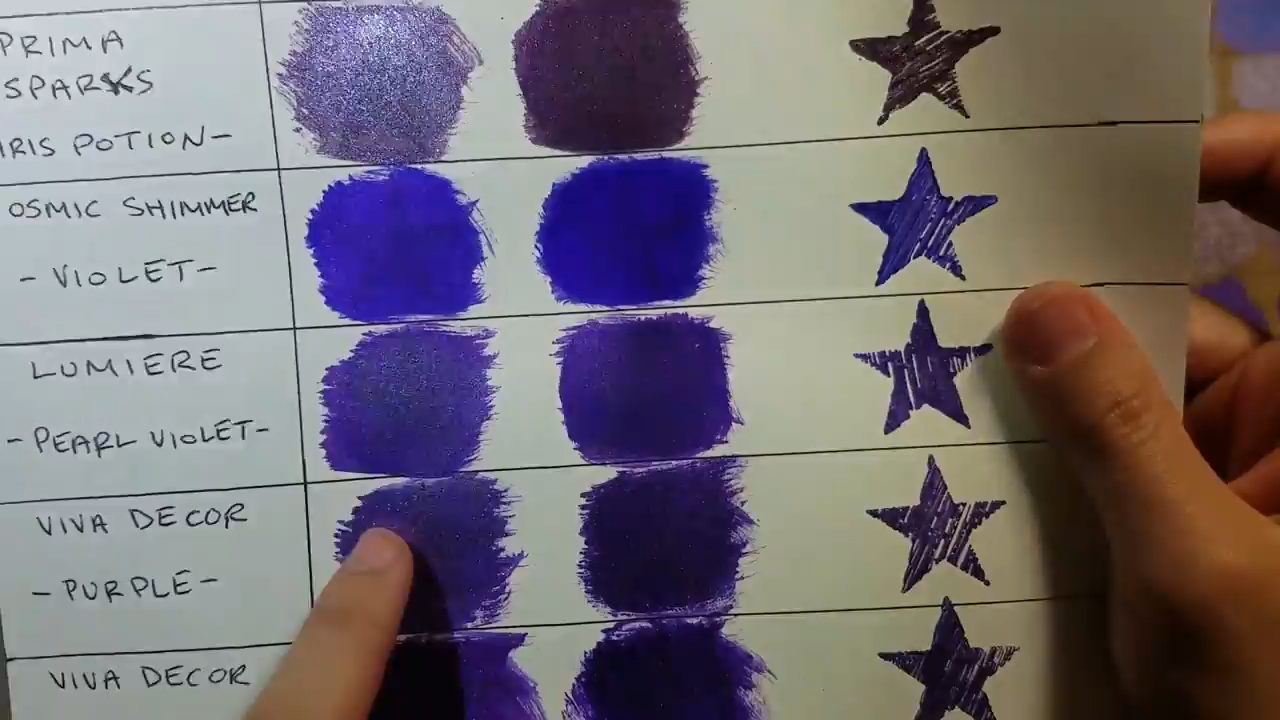 PRIMA
SPARKS
IRIS POTION-
OSMIC SHIMMER
- VIOLET-
LUMIERE
- PEARL VIOLET-
VIVA DECOR
- PURPLE-
VIVA DECOR